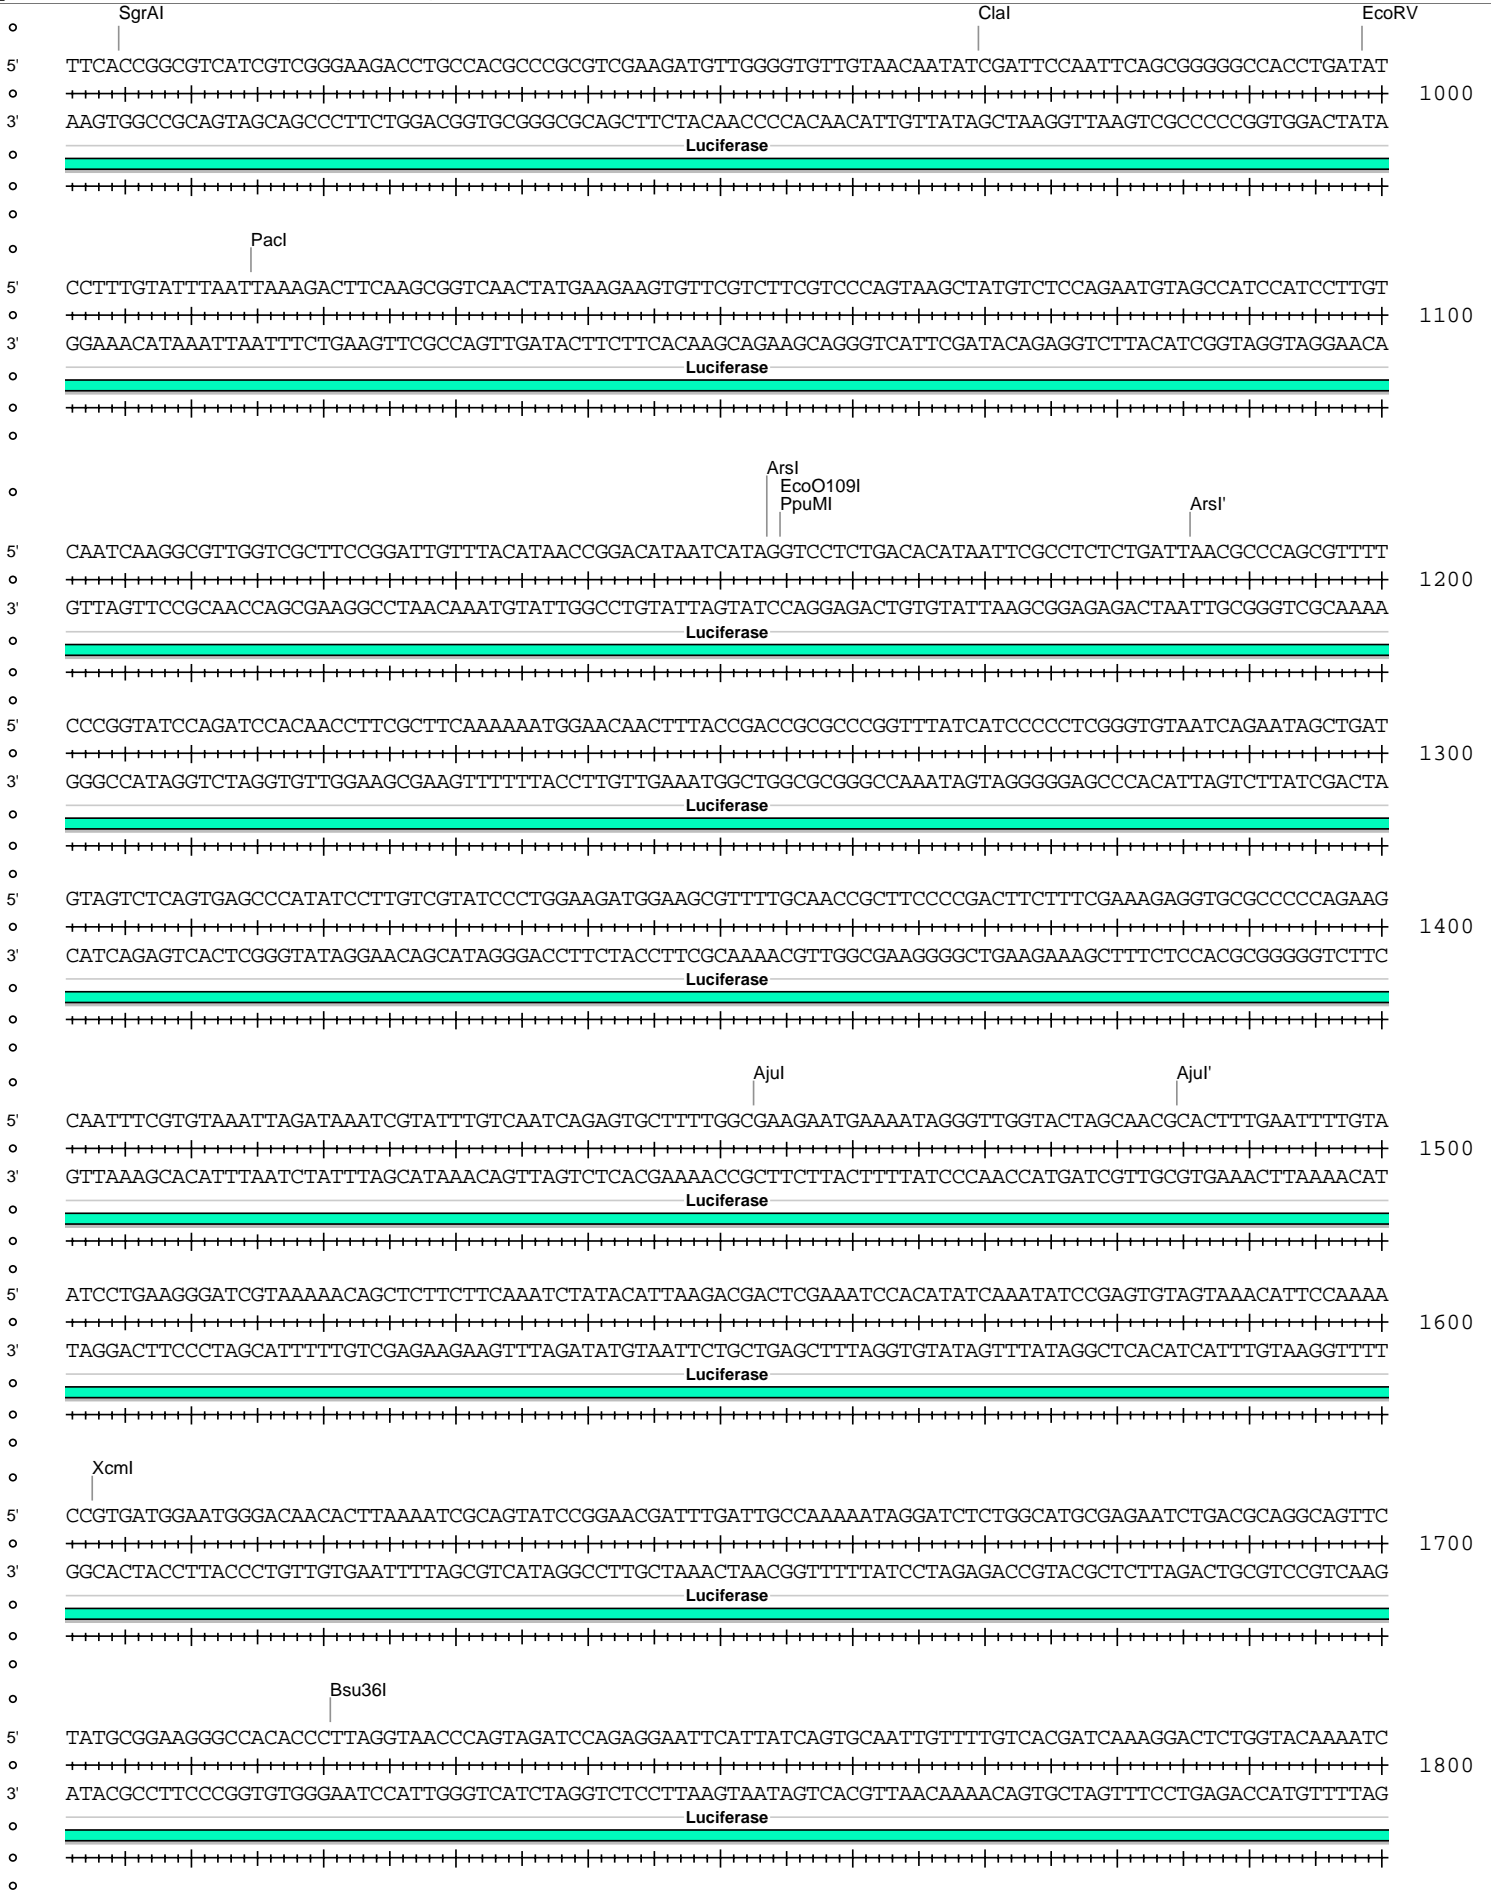 SgrAI ClaI EcoRV
5' TTCACCGGCGTCATCGTCGGGAAGACCTGCCACGCCCGCGTCGAAGATGTTGGGGTGTTGTAACAATATCGATTCCAATTCAGCGGGGGCCACCTGATAT
1000
3' AAGTGGCCGCAGTAGCAGCCCTTCTGGACGGTGCGGGCGCAGCTTCTACAACCCCACAACATTGTTATAGCTAAGGTTAAGTCGCCCCCGGTGGACTATA
Luciferase
PacI
5' CCTTTGTATTTAATTAAAGACTTCAAGCGGTCAACTATGAAGAAGTGTTCGTCTTCGTCCCAGTAAGCTATGTCTCCAGAATGTAGCCATCCATCCTTGT
1100
3' GGAAACATAAATTAATTTCTGAAGTTCGCCAGTTGATACTTCTTCACAAGCAGAAGCAGGGTCATTCGATACAGAGGTCTTACATCGGTAGGTAGGAACA
Luciferase
ArsI
EcoO109I
PpuMI ArsI'
5' CAATCAAGGCGTTGGTCGCTTCCGGATTGTTTACATAACCGGACATAATCATAGGTCCTCTGACACATAATTCGCCTCTCTGATTAACGCCCAGCGTTTT
1200
3' GTTAGTTCCGCAACCAGCGAAGGCCTAACAAATGTATTGGCCTGTATTAGTATCCAGGAGACTGTGTATTAAGCGGAGAGACTAATTGCGGGTCGCAAAA
Luciferase
5' CCCGGTATCCAGATCCACAACCTTCGCTTCAAAAAATGGAACAACTTTACCGACCGCGCCCGGTTTATCATCCCCCTCGGGTGTAATCAGAATAGCTGAT
1300
3' GGGCCATAGGTCTAGGTGTTGGAAGCGAAGTTTTTTACCTTGTTGAAATGGCTGGCGCGGGCCAAATAGTAGGGGGAGCCCACATTAGTCTTATCGACTA
Luciferase
5' GTAGTCTCAGTGAGCCCATATCCTTGTCGTATCCCTGGAAGATGGAAGCGTTTTGCAACCGCTTCCCCGACTTCTTTCGAAAGAGGTGCGCCCCCAGAAG
1400
3' CATCAGAGTCACTCGGGTATAGGAACAGCATAGGGACCTTCTACCTTCGCAAAACGTTGGCGAAGGGGCTGAAGAAAGCTTTCTCCACGCGGGGGTCTTC
Luciferase
AjuI AjuI'
5' CAATTTCGTGTAAATTAGATAAATCGTATTTGTCAATCAGAGTGCTTTTGGCGAAGAATGAAAATAGGGTTGGTACTAGCAACGCACTTTGAATTTTGTA
1500
3' GTTAAAGCACATTTAATCTATTTAGCATAAACAGTTAGTCTCACGAAAACCGCTTCTTACTTTTATCCCAACCATGATCGTTGCGTGAAACTTAAAACAT
Luciferase
5' ATCCTGAAGGGATCGTAAAAACAGCTCTTCTTCAAATCTATACATTAAGACGACTCGAAATCCACATATCAAATATCCGAGTGTAGTAAACATTCCAAAA
1600
3' TAGGACTTCCCTAGCATTTTTGTCGAGAAGAAGTTTAGATATGTAATTCTGCTGAGCTTTAGGTGTATAGTTTATAGGCTCACATCATTTGTAAGGTTTT
Luciferase
XcmI
5' CCGTGATGGAATGGGACAACACTTAAAATCGCAGTATCCGGAACGATTTGATTGCCAAAAATAGGATCTCTGGCATGCGAGAATCTGACGCAGGCAGTTC
1700
3' GGCACTACCTTACCCTGTTGTGAATTTTAGCGTCATAGGCCTTGCTAAACTAACGGTTTTTATCCTAGAGACCGTACGCTCTTAGACTGCGTCCGTCAAG
Luciferase
Bsu36I
5' TATGCGGAAGGGCCACACCCTTAGGTAACCCAGTAGATCCAGAGGAATTCATTATCAGTGCAATTGTTTTGTCACGATCAAAGGACTCTGGTACAAAATC
1800
3' ATACGCCTTCCCGGTGTGGGAATCCATTGGGTCATCTAGGTCTCCTTAAGTAATAGTCACGTTAACAAAACAGTGCTAGTTTCCTGAGACCATGTTTTAG
Luciferase